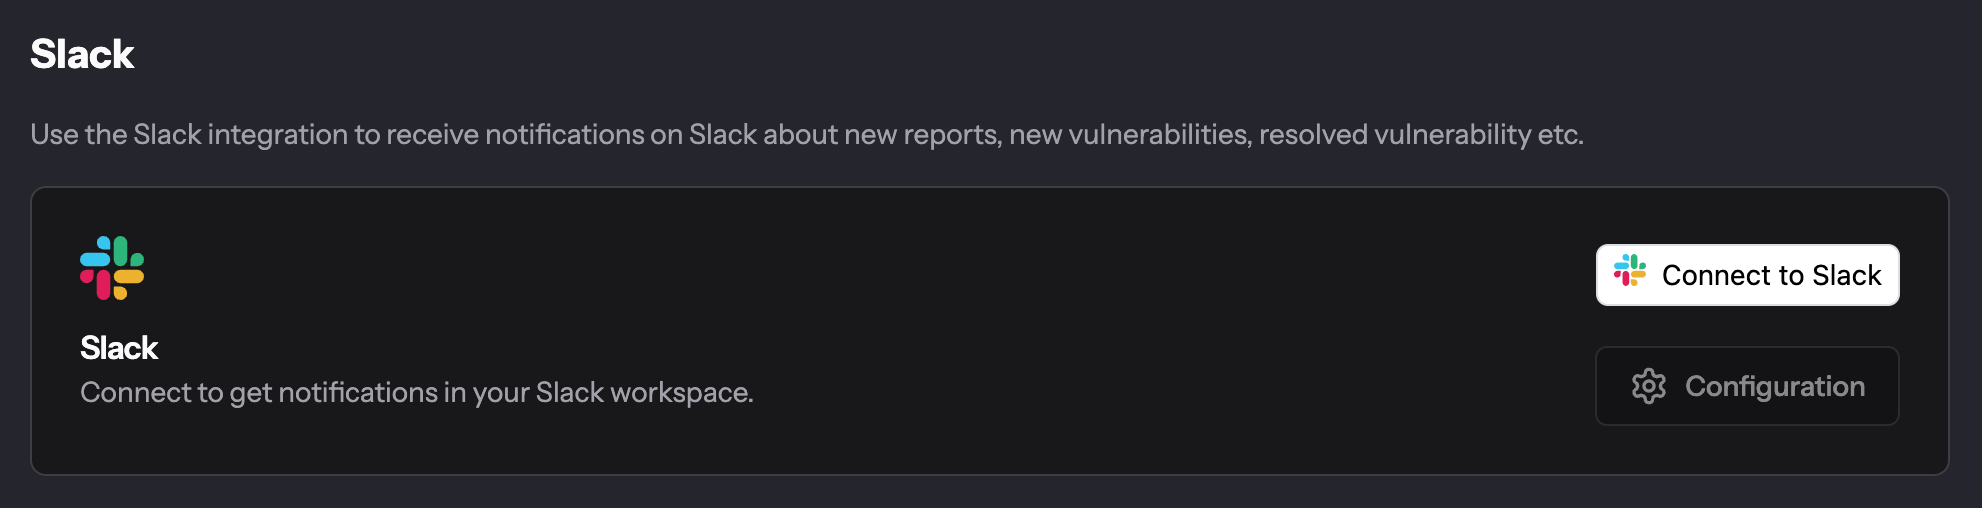 Slack
Use the Slack integration to receive notifications on Slack about new reports, new vulnerabilities, resolved vulnerability etc.
Connect to Slack
Slack
Connect to get notifications in your Slack workspace.
Configuration